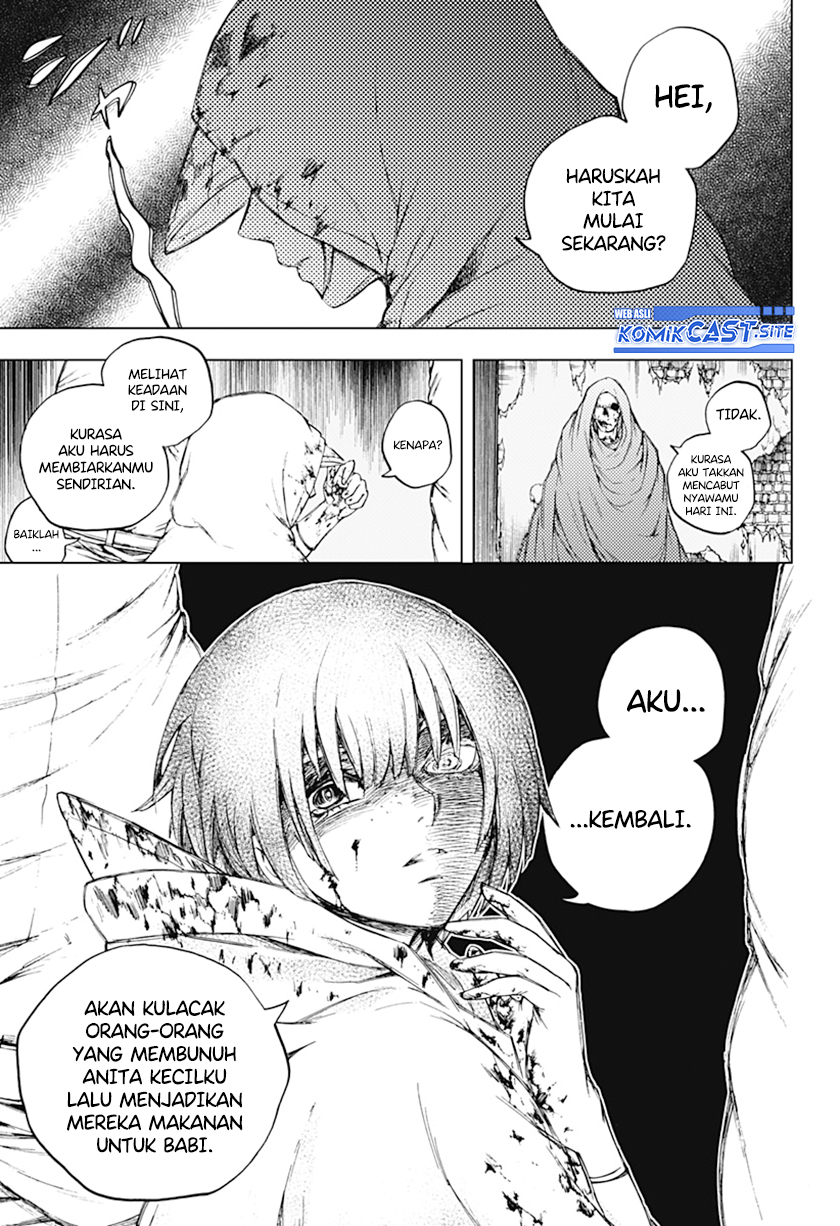 HEI,
HARUSKAH
KITA
MULAI
SEKARANG?
WEB ASLI
KOMIKCAST.SITE
TIDAK.
KURASA
AKU TAKKAN
MENCABUT
NYAWAMU
HARI INI.
KENAPA?
MELIHAT
KEADAAN
DI SINI,
KURASA
AKU HARUS
MEMBIARKANMU
SENDIRIAN.
BAIKLAH
...
AKU...
...KEMBALI.
AKAN KULACAK
ORANG-ORANG
YANG MEMBUNUH
ANITA KECILKU
LALU MENJADIKAN
MEREKA MAKANAN
UNTUK BABI.